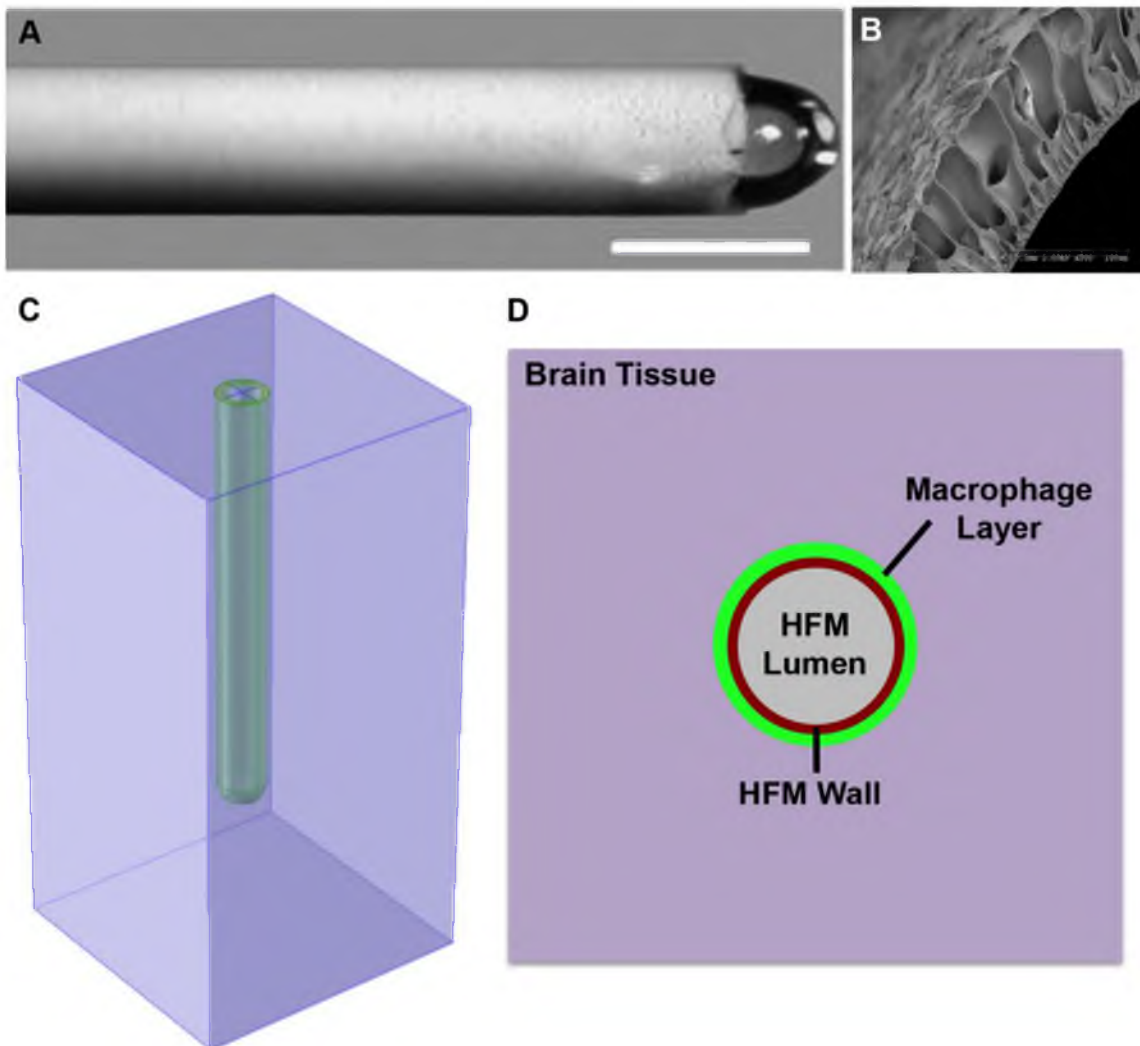 A
B
C
D
Brain Tissue
Macrophage
Layer
HFM
Lumen
HFM Wall